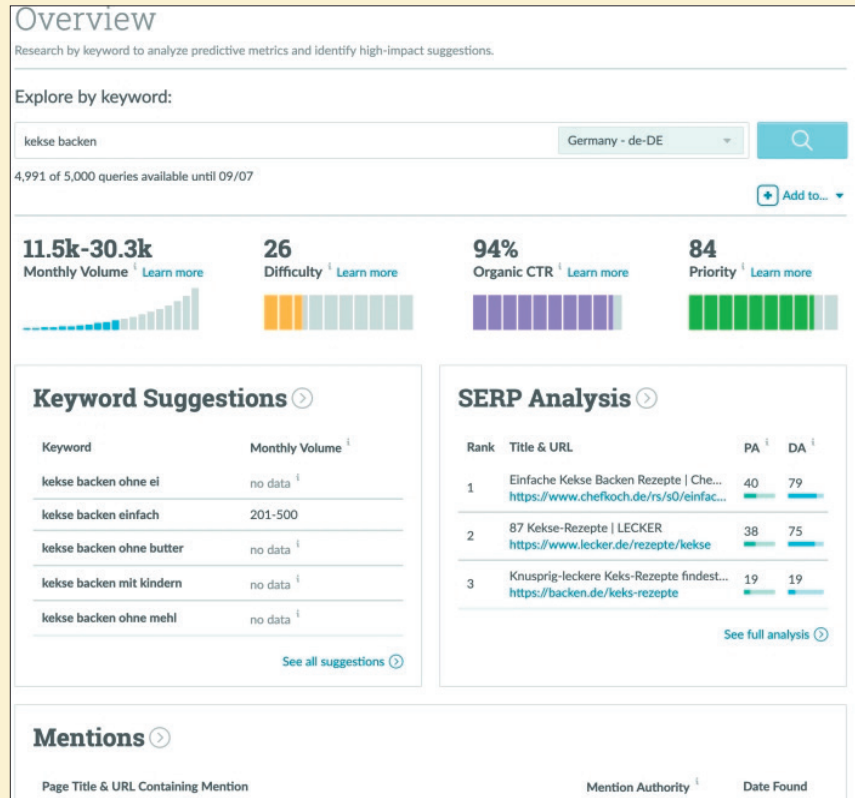 Overview
Research by keyword to analyze predictive metrics and identify high-impact suggestions.
Explore by keyword:
kekse backen
Germany - de-DE
4,991 of 5,000 queries available until 09/07
Add to...
11.5k-30.3k
Monthly Volume i Learn more
26
Difficulty i Learn more
94%
Organic CTR i Learn more
84
Priority i Learn more
Keyword Suggestions
Keyword Monthly Volume i
kekse backen ohne ei no data i
kekse backen einfach 201-500
kekse backen ohne butter no data i
kekse backen mit kindern no data i
kekse backen ohne mehl no data i
See all suggestions
SERP Analysis
Rank Title & URL PA i DA i
1 Einfache Kekse Backen Rezepte | Che... 40 79
https://www.chefkoch.de/rs/s0/einfac...
2 87 Kekse-Rezepte | LECKER 38 75
https://www.lecker.de/rezepte/kekse
3 Knusprig-leckere Keks-Rezepte findest... 19 19
https://backen.de/keks-rezepte
See full analysis
Mentions
Page Title & URL Containing Mention Mention Authority i Date Found